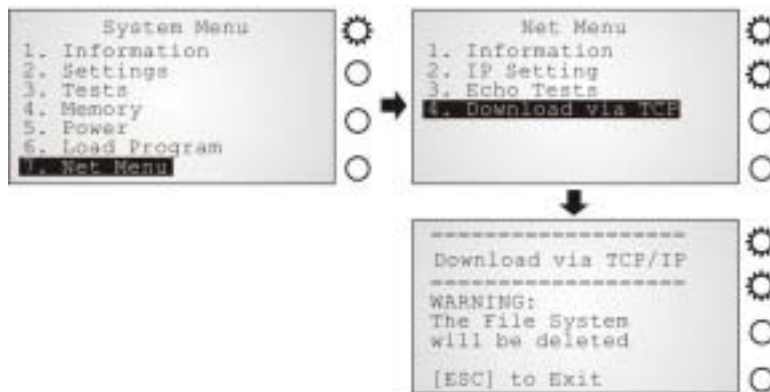 System Menu
1. Information
2. Settings
3. Tests
4. Memory
5. Power
6. Load Program
7. Net Menu
Net Menu
1. Information
2. IP Setting
3. Echo Tests
4. Download via TCP
====================
Download via TCP/IP
====================
WARNING:
The File System
will be deleted
[ESC] to Exit